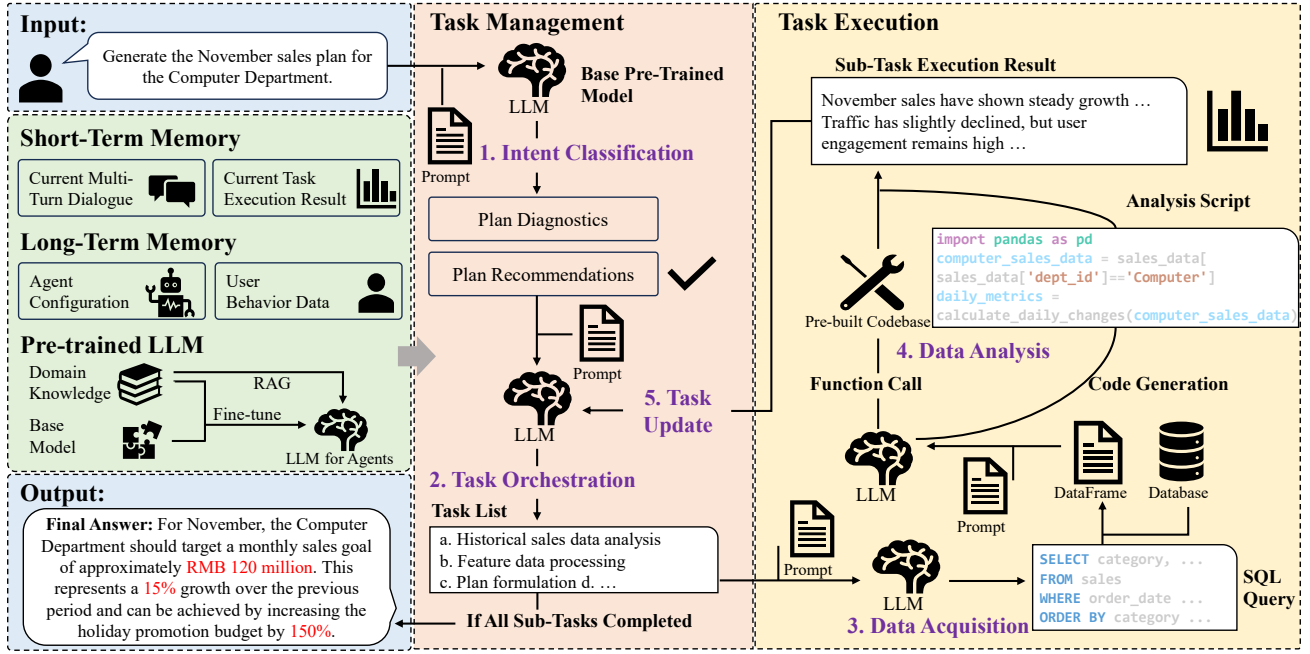 Input:
Generate the November sales plan for
the Computer Department.
Short-Term Memory
Current Multi-
Turn Dialogue
Current Task
Execution Result
Long-Term Memory
Agent
Configuration
User
Behavior Data
Pre-trained LLM
Domain
Knowledge
RAG
Fine-tune
Base
Model
LLM for Agents
Output:
Final Answer: For November, the Computer
Department should target a monthly sales goal
of approximately RMB 120 million. This
represents a 15% growth over the previous
period and can be achieved by increasing the
holiday promotion budget by 150%.
Task Management
LLM
Base Pre-Trained
Model
Prompt
1. Intent Classification
Plan Diagnostics
Plan Recommendations
Prompt
LLM
5. Task
Update
2. Task Orchestration
Task List
a. Historical sales data analysis
b. Feature data processing
c. Plan formulation d. …
If All Sub-Tasks Completed
Task Execution
Sub-Task Execution Result
November sales have shown steady growth …
Traffic has slightly declined, but user
engagement remains high …
Analysis Script
import pandas as pd
computer_sales_data = sales_data[
sales_data['dept_id']=='Computer']
daily_metrics =
calculate_daily_changes(computer_sales_data)
Pre-built Codebase
4. Data Analysis
Function Call
Code Generation
LLM
Prompt
DataFrame
Database
Prompt
LLM
3. Data Acquisition
SELECT category, ...
FROM sales
WHERE order_date ...
ORDER BY category ...
SQL
Query